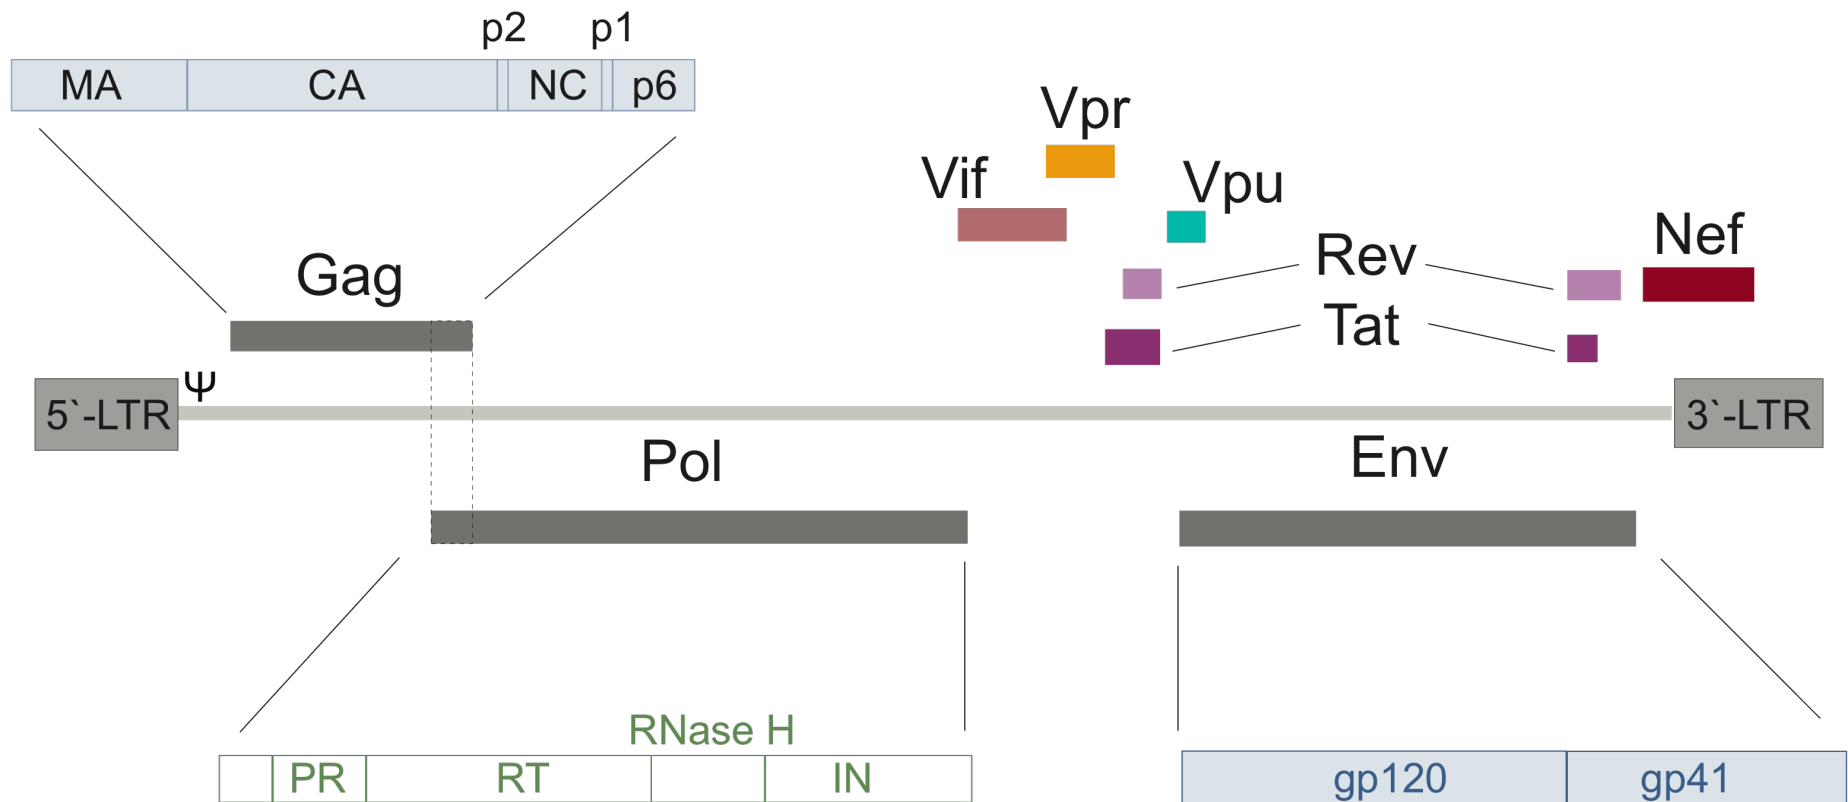 p2 p1
MA CA NC p6
Vpr
Vif Vpu
Gag Rev Nef
Tat
Ψ
5`-LTR 3`-LTR
Pol Env
RNase H
PR RT IN gp120 gp41